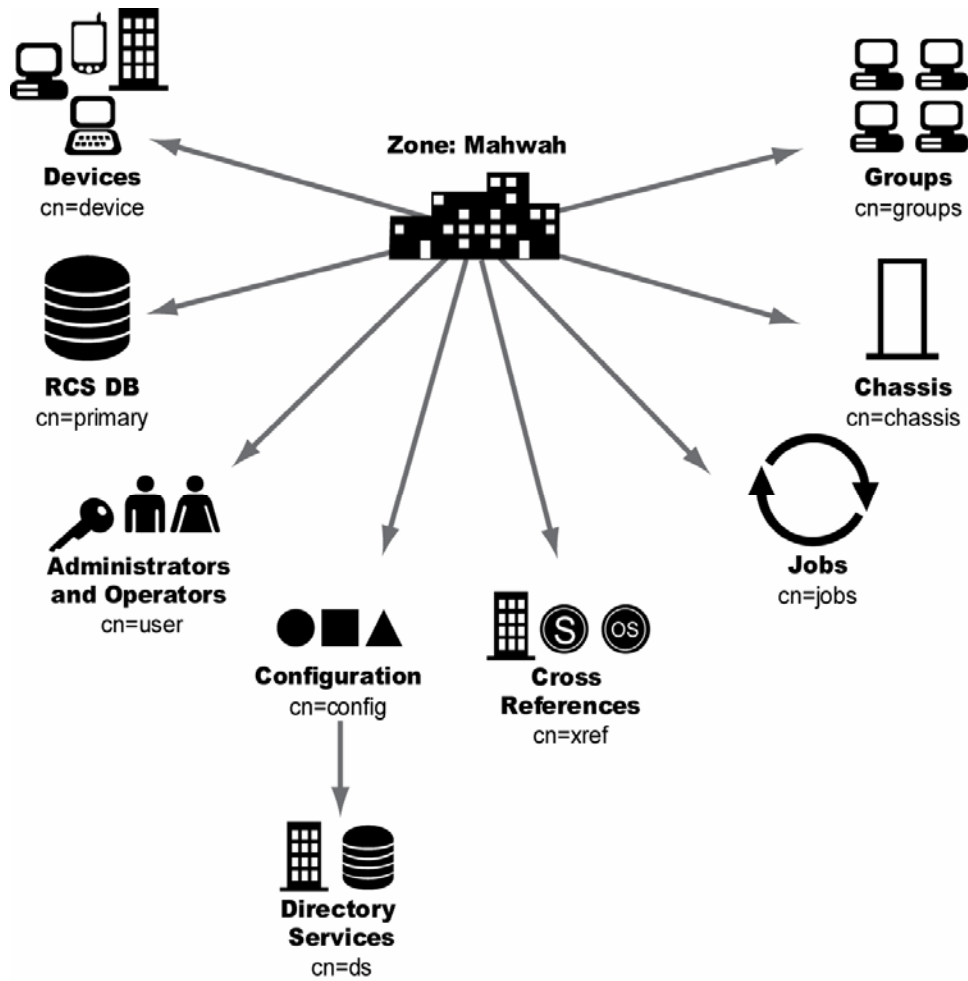 Zone: Mahwah
Devices
cn=device
Groups
cn=groups
RCS DB
cn=primary
Chassis
cn=chassis
Administrators
and Operators
cn=user
Jobs
cn=jobs
Configuration
cn=config
S
OS
Cross
References
cn=xref
Directory
Services
cn=ds